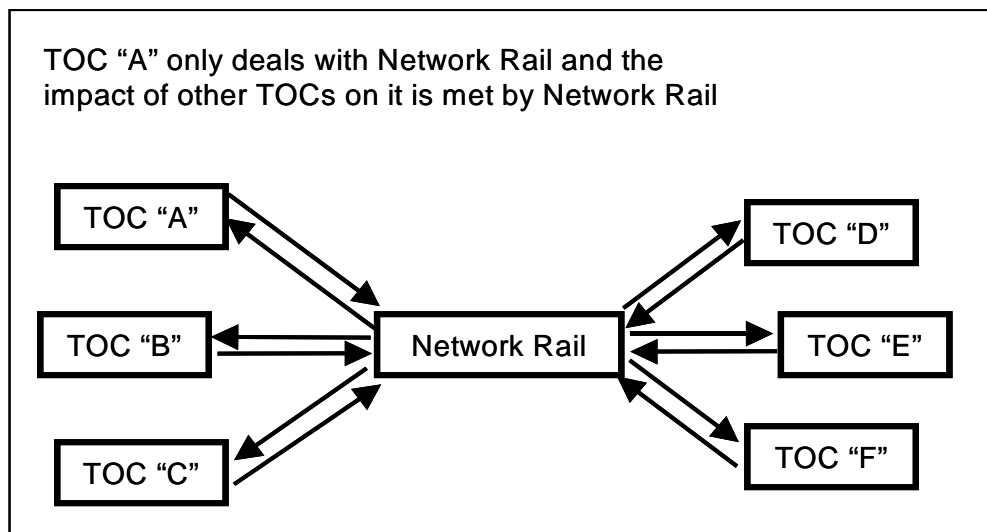 TOC “A” only deals with Network Rail and the
impact of other TOCs on it is met by Network Rail
TOC “A”
TOC “D”
TOC “B”
Network Rail
TOC “E”
TOC “C”
TOC “F”